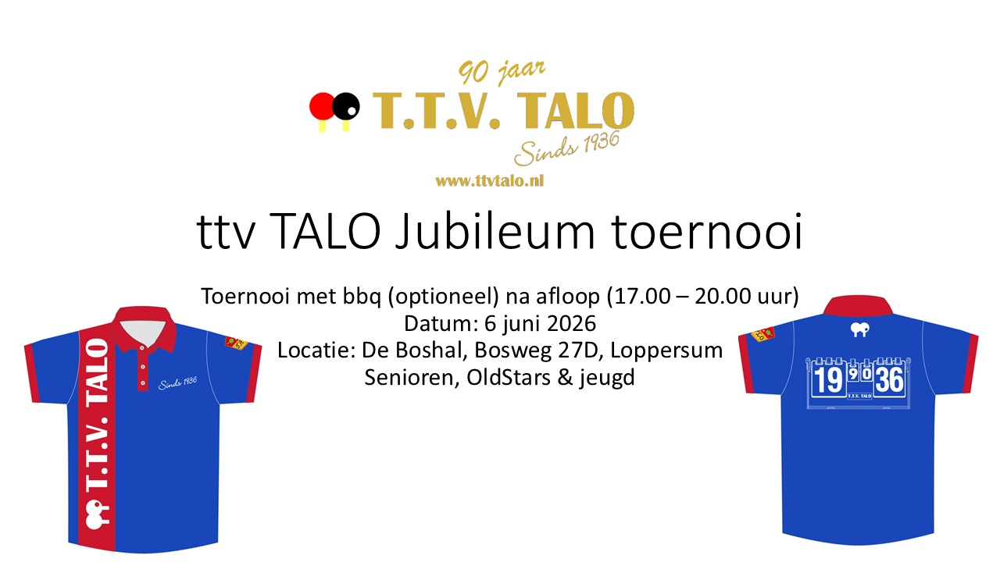 90 jaar
T.T.V. TALO
Sinds 1936
www.ttvtalo.nl
ttv TALO Jubileum toernooi
Toernooi met bbq (optioneel) na afloop (17.00 – 20.00 uur)
Datum: 6 juni 2026
Locatie: De Boshal, Bosweg 27D, Loppersum
Senioren, OldStars & jeugd
T.T.V. TALO
Sinds 1936
19 90 36
T.T.V. TALO